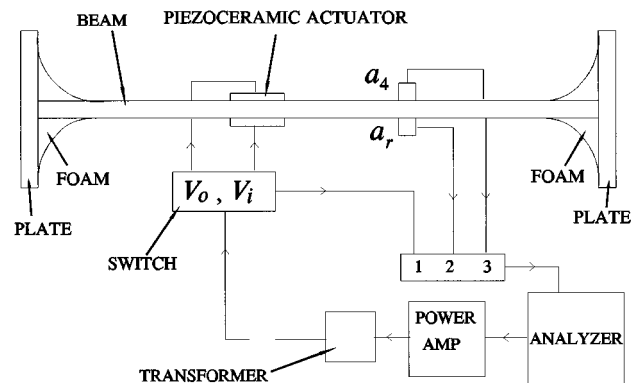 BEAM
PIEZOCERAMIC ACTUATOR
a4
ar
FOAM
FOAM
PLATE
PLATE
Vo , Vi
SWITCH
1 2 3
POWER
AMP
ANALYZER
TRANSFORMER